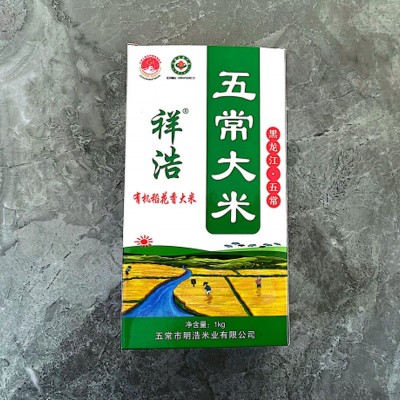 五常大米
祥浩®
黑龙江·五常
有机稻花香大米
净含量：1kg
五常市明浩米业有限公司